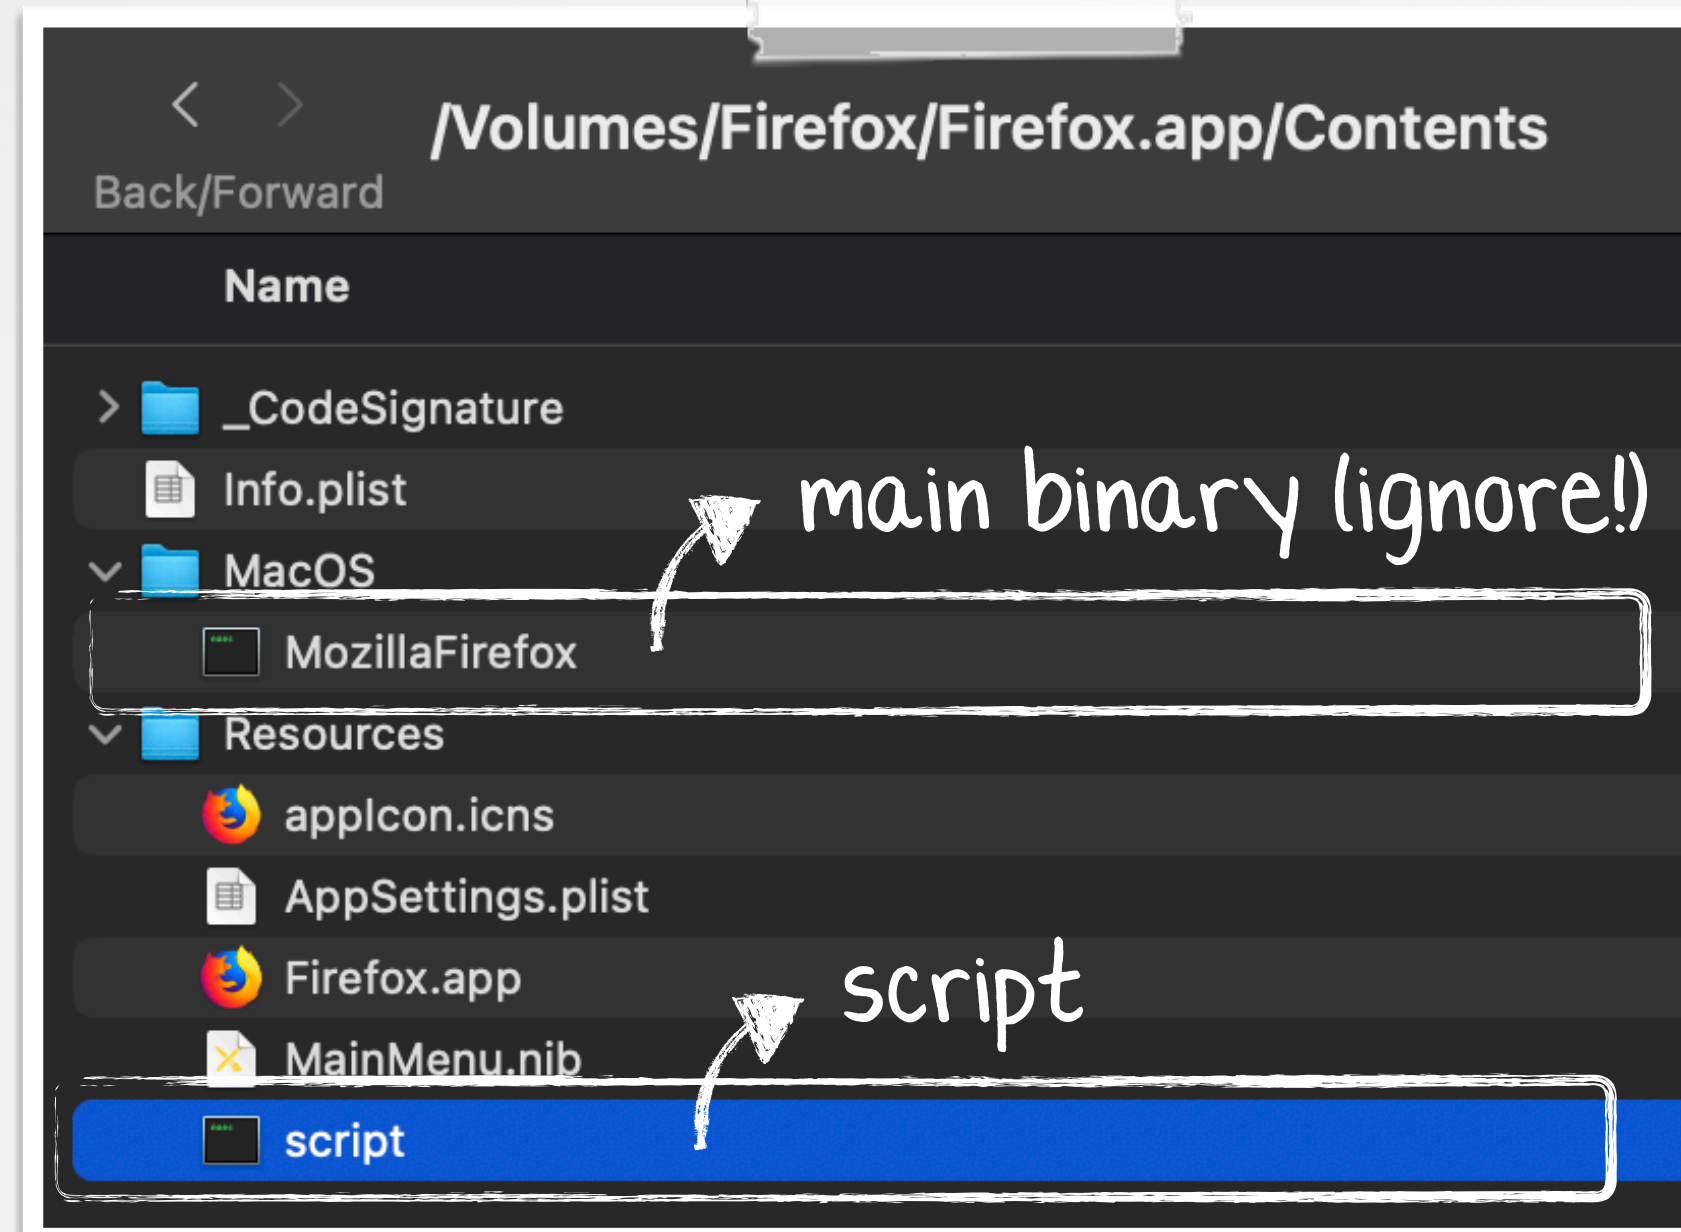 /Volumes/Firefox/Firefox.app/Contents
Back/Forward
Name
_CodeSignature
Info.plist
main binary (ignore!)
MacOS
MozillaFirefox
Resources
appIcon.icns
AppSettings.plist
Firefox.app
script
MainMenu.nib
script